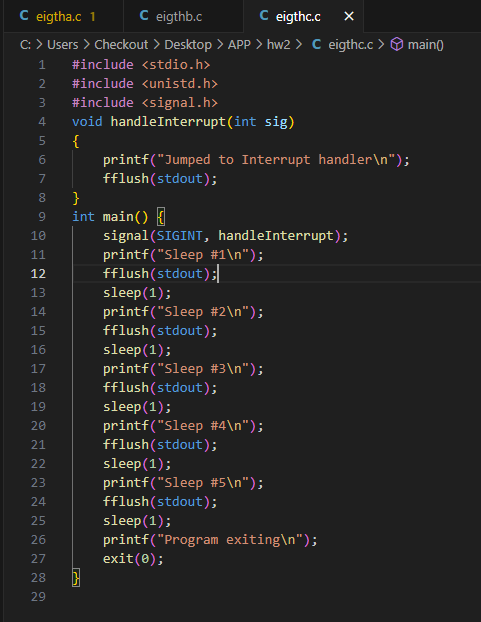 C eigtha.c 1 C eigthb.c C eigthc.c ×
C: > Users > Checkout > Desktop > APP > hw2 > C eigthc.c > main()
1 #include <stdio.h>
2 #include <unistd.h>
3 #include <signal.h>
4 void handleInterrupt(int sig)
5 {
6 printf("Jumped to Interrupt handler\n");
7 fflush(stdout);
8 }
9 int main() {
10 signal(SIGINT, handleInterrupt);
11 printf("Sleep #1\n");
12 fflush(stdout);
13 sleep(1);
14 printf("Sleep #2\n");
15 fflush(stdout);
16 sleep(1);
17 printf("Sleep #3\n");
18 fflush(stdout);
19 sleep(1);
20 printf("Sleep #4\n");
21 fflush(stdout);
22 sleep(1);
23 printf("Sleep #5\n");
24 fflush(stdout);
25 sleep(1);
26 printf("Program exiting\n");
27 exit(0);
28 }
29